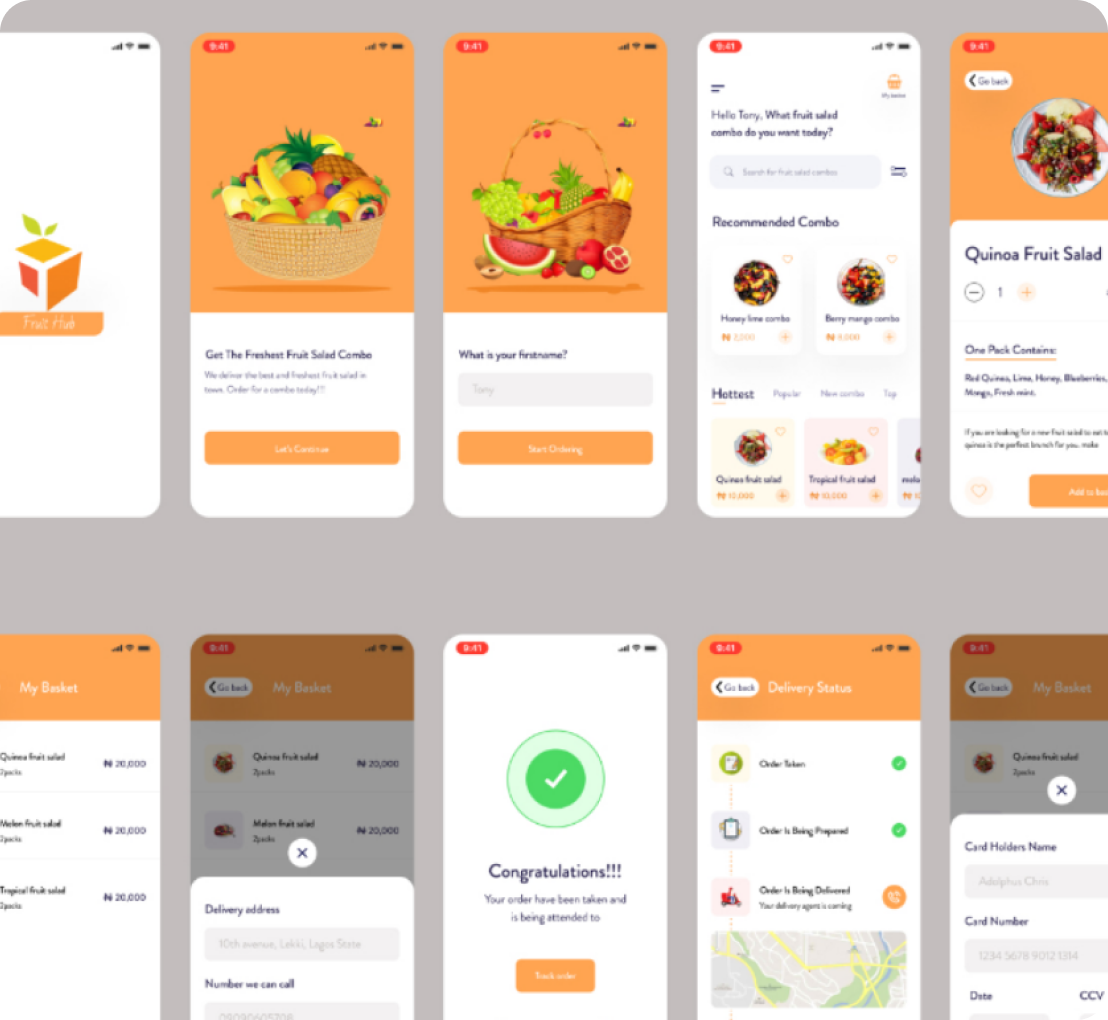 9:41
9:41
9:41
9:41
Go back
My basket
Hello Tony, What fruit salad
combo do you want today?
Search for fruit salad combos
Recommended Combo
Quinoa Fruit Salad
1
Fruit Hub
Honey lime combo
Berry mango combo
₦ 2,000
₦ 8,000
Get The Freshest Fruit Salad Combo
We deliver the best and freshest fruit salad in
town. Order for a combo today!!!
What is your firstname?
Tony
One Pack Contains:
Red Quinoa, Lime, Honey, Blueberries,
Mango, Fresh mint.
Hottest
Popular
New combo
Top
If you are looking for a new fruit salad to eat
quinoa is the perfect brunch for you. make
Let's Continue
Start Ordering
Quinoa fruit salad
Tropical fruit salad
₦ 10,000
₦ 10,000
Add to
9:41
9:41
9:41
9:41
My Basket
Go back
My Basket
Go back
Delivery Status
Go back
My Basket
Quinoa fruit salad
2packs
₦ 20,000
Quinoa fruit salad
2packs
₦ 20,000
Order Taken
Quinoa fruit salad
2packs
Melon fruit salad
2packs
₦ 20,000
Melon fruit salad
2packs
₦ 20,000
Order Is Being Prepared
Tropical fruit salad
2packs
₦ 20,000
Congratulations!!!
Your order have been taken and
is being attended to
Order Is Being Delivered
Your delivery agent is coming
Card Holders Name
Adolphus Chris
Delivery address
10th avenue, Lekki, Lagos State
Card Number
1234 5678 9012 1314
Number we can call
09090605708
Track order
Date
CCV